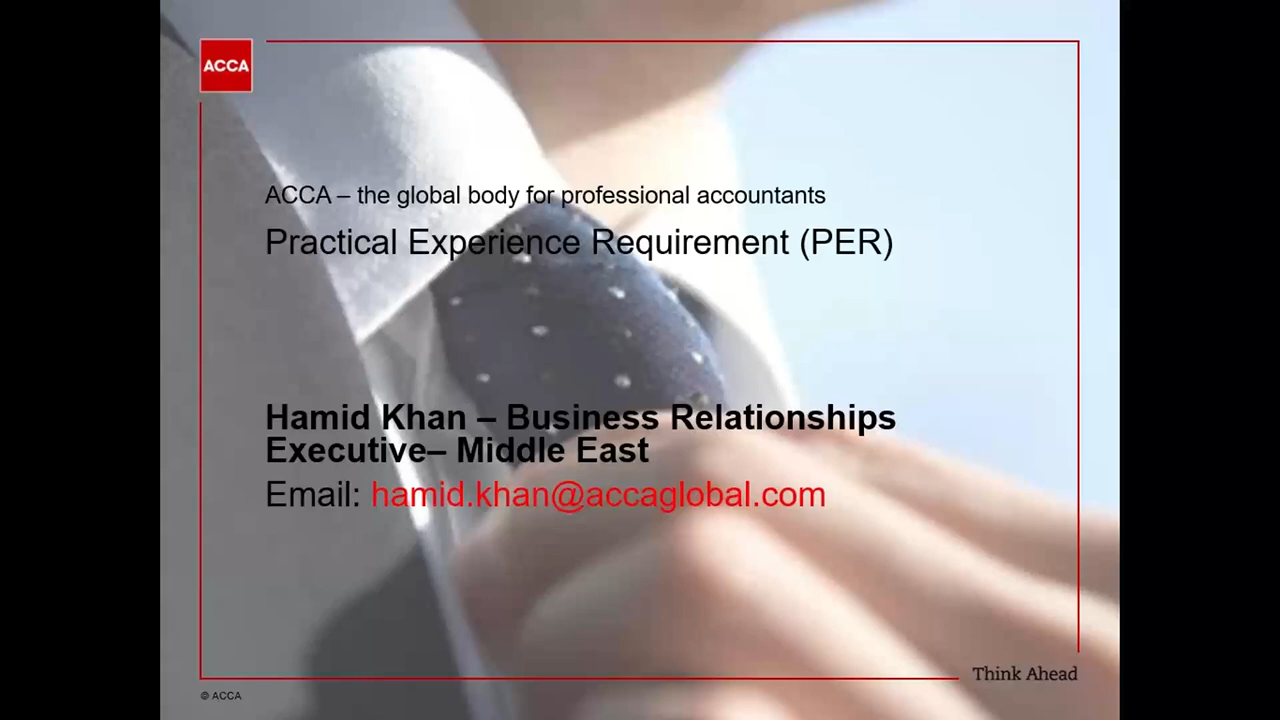 ACCA
ACCA – the global body for professional accountants
Practical Experience Requirement (PER)
Hamid Khan – Business Relationships
Executive– Middle East
Email: hamid.khan@accaglobal.com
Think Ahead
© ACCA